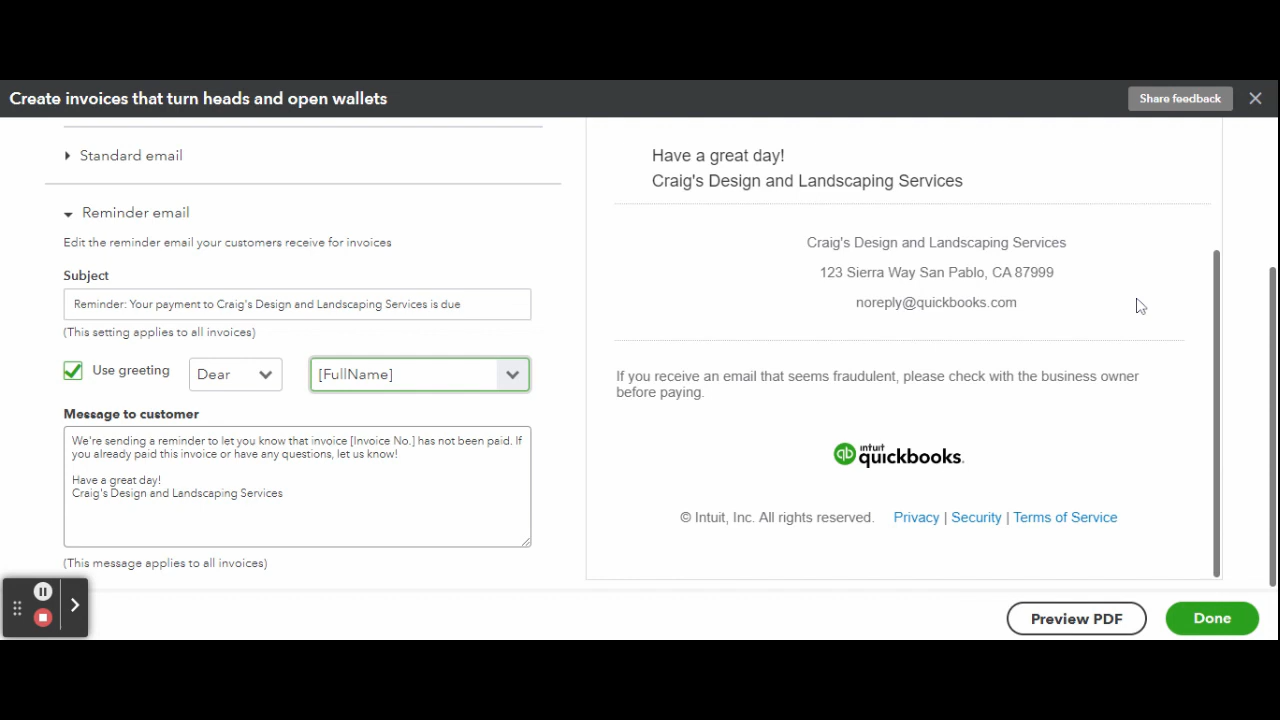 Create invoices that turn heads and open wallets
Share feedback
Standard email
Reminder email
Edit the reminder email your customers receive for invoices
Subject
Reminder: Your payment to Craig's Design and Landscaping Services is due
(This setting applies to all invoices)
Use greeting
Dear
[FullName]
Message to customer
We're sending a reminder to let you know that invoice [Invoice No.] has not been paid. If
you already paid this invoice or have any questions, let us know!
Have a great day!
Craig's Design and Landscaping Services
(This message applies to all invoices)
Have a great day!
Craig's Design and Landscaping Services
Craig's Design and Landscaping Services
123 Sierra Way San Pablo, CA 87999
noreply@quickbooks.com
If you receive an email that seems fraudulent, please check with the business owner
before paying.
qb intuit quickbooks.
© Intuit, Inc. All rights reserved. Privacy | Security | Terms of Service
Preview PDF
Done